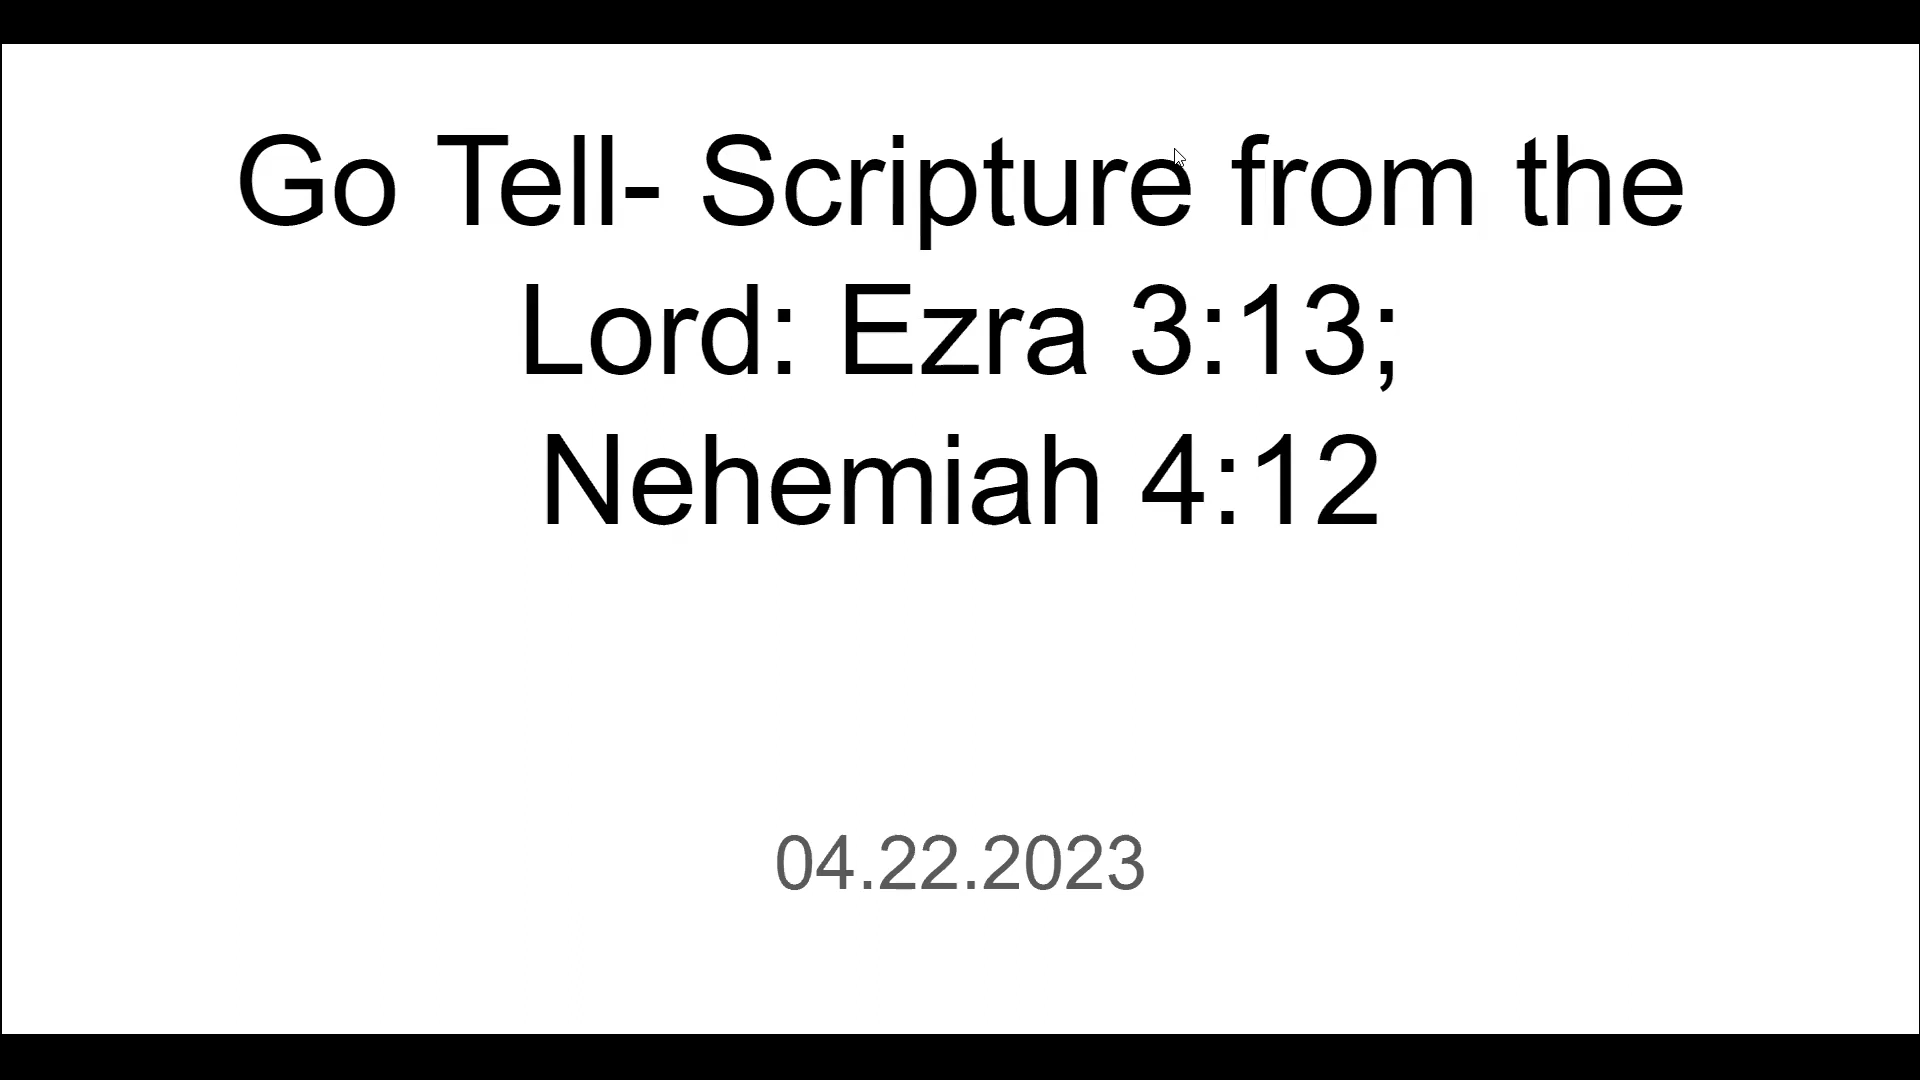 Go Tell- Scripture from the
Lord: Ezra 3:13;
Nehemiah 4:12
04.22.2023